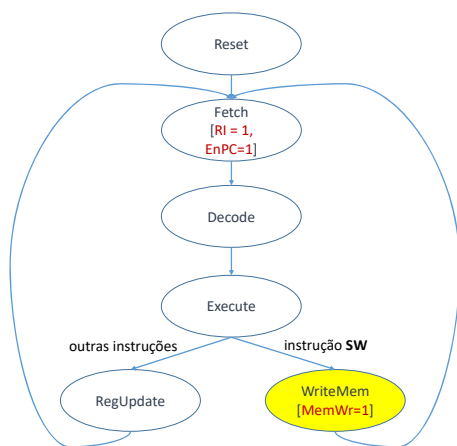 Reset
Fetch
[RI = 1,
EnPC=1]
Decode
Execute
outras instruções
instrução SW
RegUpdate
WriteMem
[MemWr=1]